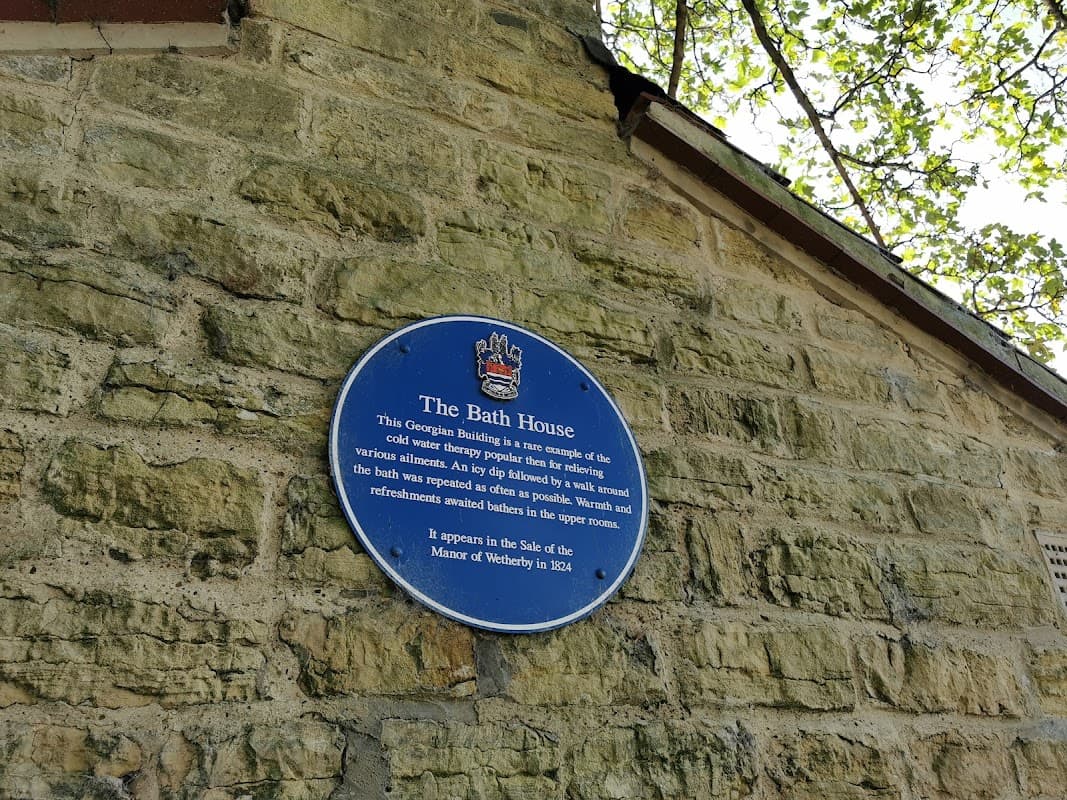 The Bath House
This Georgian Building is a rare example of the
cold water therapy popular then for relieving
various ailments. An icy dip followed by a walk around
the bath was repeated as often as possible. Warmth and
refreshments awaited bathers in the upper rooms.
It appears in the Sale of the
Manor of Wetherby in 1824